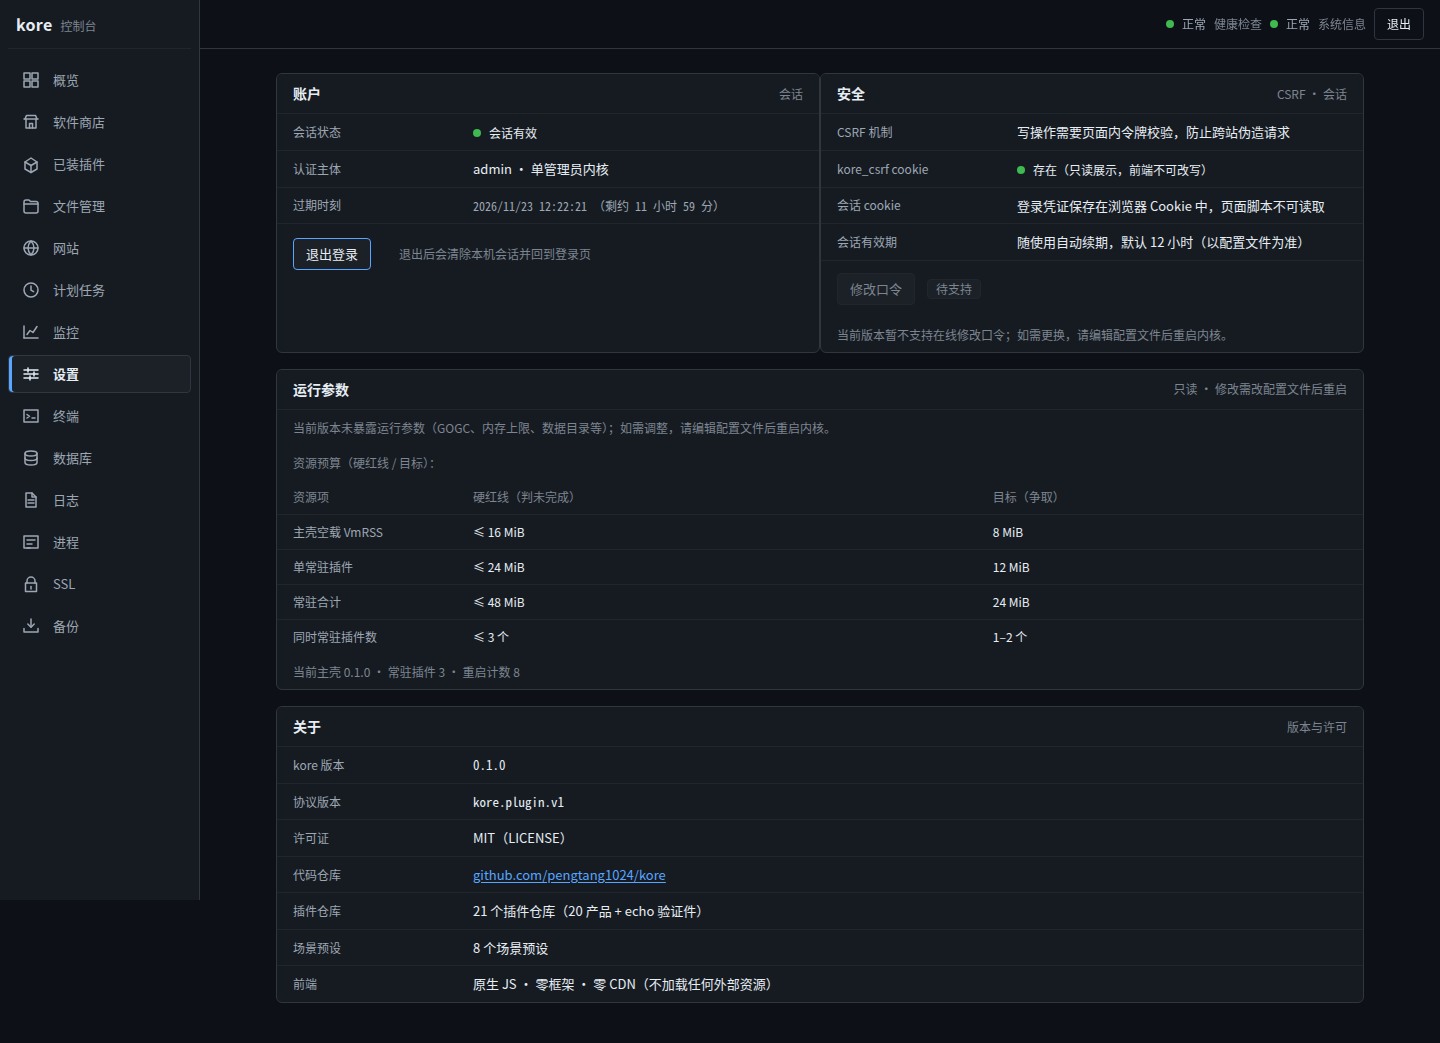 kore 控制台
正常 健康检查 正常 系统信息 退出
概览
软件商店
已装插件
文件管理
网站
计划任务
监控
设置
终端
数据库
日志
进程
SSL
备份
账户 会话
会话状态 会话有效
认证主体 admin · 单管理员内核
过期时刻 2026/11/23 12:22:21 （剩约 11 小时 59 分）
退出登录 退出后会清除本机会话并回到登录页
安全 CSRF · 会话
CSRF 机制 写操作需要页面内令牌校验，防止跨站伪造请求
kore_csrf cookie 存在（只读展示，前端不可改写）
会话 cookie 登录凭证保存在浏览器 Cookie 中，页面脚本不可读取
会话有效期 随使用自动续期，默认 12 小时（以配置文件为准）
修改口令 待支持
当前版本暂不支持在线修改口令；如需更换，请编辑配置文件后重启内核。
运行参数 只读 · 修改需改配置文件后重启
当前版本未暴露运行参数（GOGC、内存上限、数据目录等）；如需调整，请编辑配置文件后重启内核。
资源预算（硬红线 / 目标）：
资源项 硬红线（判未完成） 目标（争取）
主壳空载 VmRSS ≤ 16 MiB 8 MiB
单常驻插件 ≤ 24 MiB 12 MiB
常驻合计 ≤ 48 MiB 24 MiB
同时常驻插件数 ≤ 3 个 1–2 个
当前主壳 0.1.0 · 常驻插件 3 · 重启计数 8
关于 版本与许可
kore 版本 0.1.0
协议版本 kore.plugin.v1
许可证 MIT（LICENSE）
代码仓库 github.com/pengtang1024/kore
插件仓库 21 个插件仓库（20 产品 + echo 验证件）
场景预设 8 个场景预设
前端 原生 JS · 零框架 · 零 CDN（不加载任何外部资源）